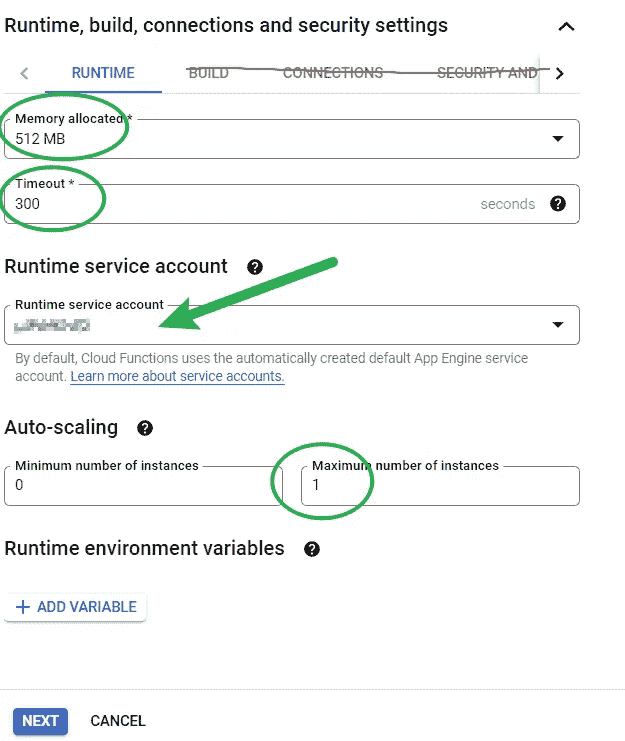 Runtime, build, connections and security settings
RUNTIME BUILD CONNECTIONS SECURITY AND
Memory allocated *
512 MB
Timeout *
300 seconds
Runtime service account
Runtime service account
By default, Cloud Functions uses the automatically created default App Engine service
account. Learn more about service accounts.
Auto-scaling
Minimum number of instances Maximum number of instances
0 1
Runtime environment variables
ADD VARIABLE
NEXT CANCEL